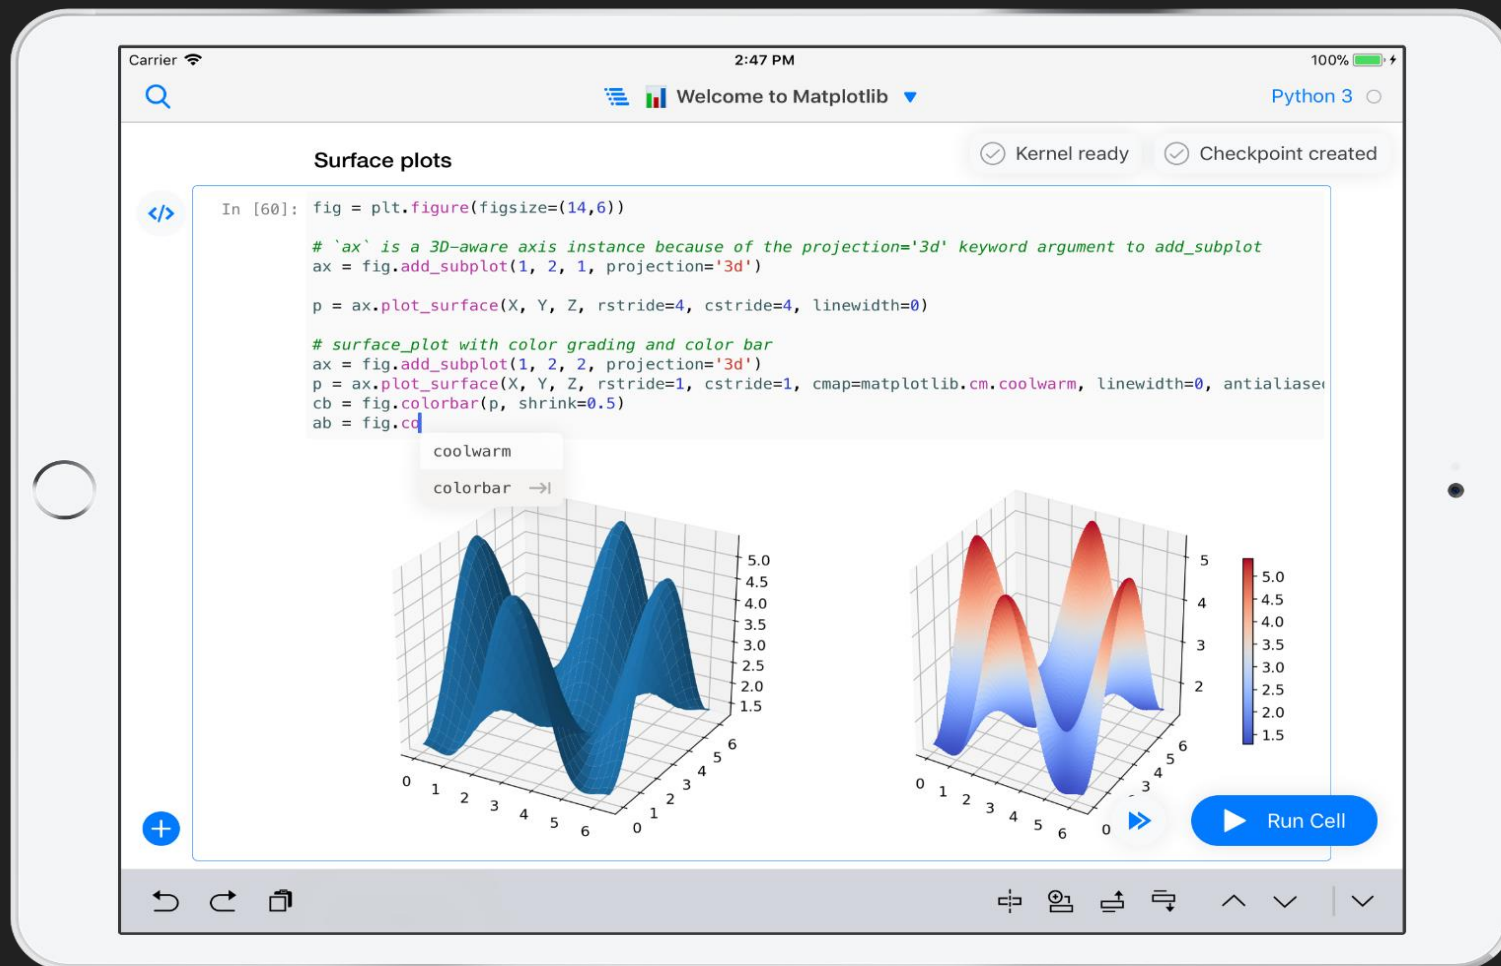 Carrier 2:47 PM 100%
Welcome to Matplotlib Python 3
Surface plots
Kernel ready Checkpoint created
In [60]: fig = plt.figure(figsize=(14,6))
# `ax` is a 3D-aware axis instance because of the projection='3d' keyword argument to add_subplot
ax = fig.add_subplot(1, 2, 1, projection='3d')
p = ax.plot_surface(X, Y, Z, rstride=4, cstride=4, linewidth=0)
# surface_plot with color grading and color bar
ax = fig.add_subplot(1, 2, 2, projection='3d')
p = ax.plot_surface(X, Y, Z, rstride=1, cstride=1, cmap=matplotlib.cm.coolwarm, linewidth=0, antialiased
cb = fig.colorbar(p, shrink=0.5)
ab = fig.co
coolwarm
colorbar
5.0
4.5
4.0
3.5
3.0
2.5
2.0
1.5
0 1 2 3 4 5 6
0 1 2 3 4 5 6
5
4
3
2
0 1 2 3 4 5 6
0 3 4 5 6
5.0
4.5
4.0
3.5
3.0
2.5
2.0
1.5
Run Cell